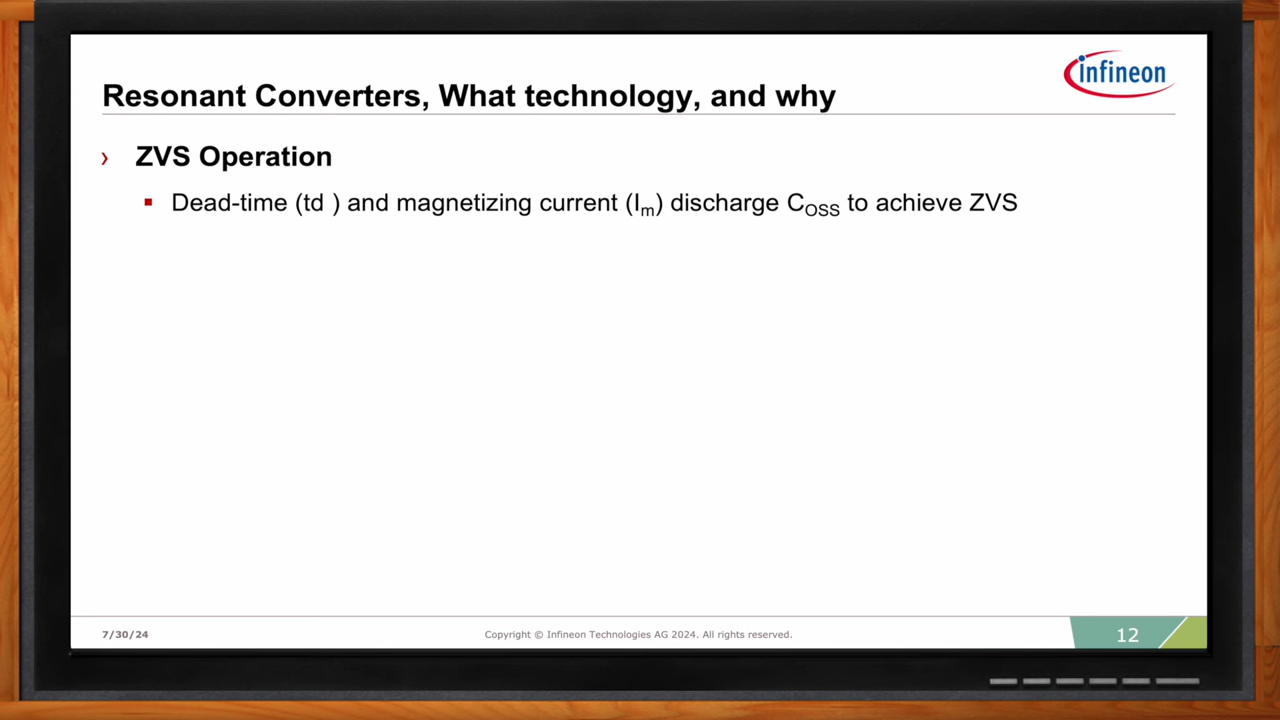 infineon
Resonant Converters, What technology, and why
› ZVS Operation
▪ Dead-time (td ) and magnetizing current (Im) discharge COSS to achieve ZVS
7/30/24
Copyright © Infineon Technologies AG 2024. All rights reserved.
12